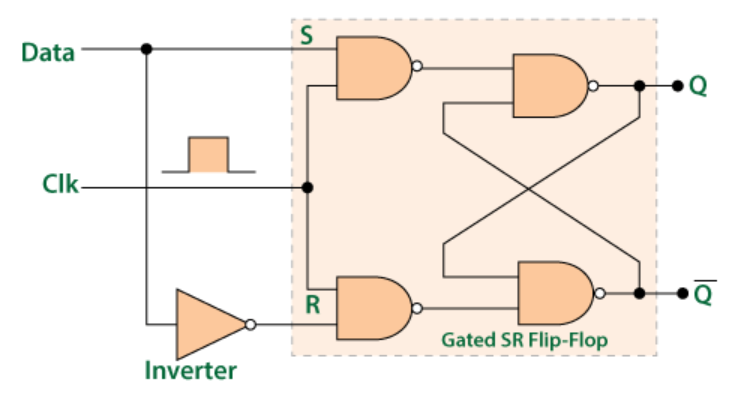 Data
S
Q
Clk
R
Q̅
Gated SR Flip-Flop
Inverter